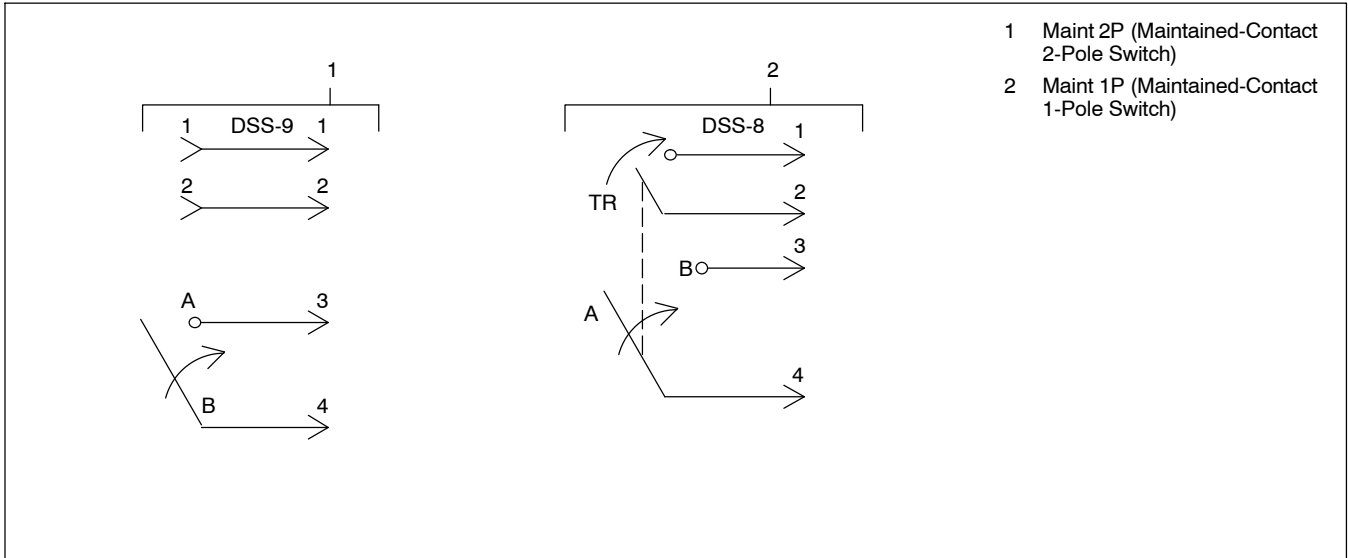 1 Maint 2P (Maintained-Contact
2-Pole Switch)
2 Maint 1P (Maintained-Contact
1-Pole Switch)
1
DSS-9
1 1
2 2
A 3
B 4
2
DSS-8
1
TR 2
B 3
A
4